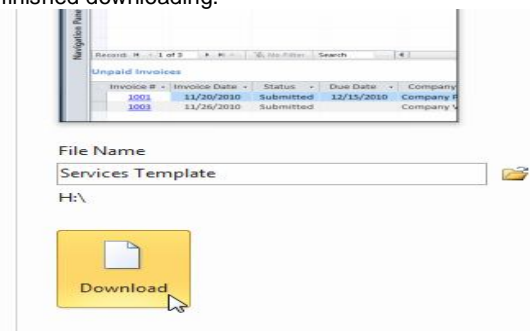 finished downloading.
Navigation Pane
Record: 1 of 3 No Filter Search
Unpaid Invoices
Invoice # Invoice Date Status Due Date Company
1001 11/20/2010 Submitted 12/15/2010 Company
1003 11/26/2010 Submitted Company
File Name
Services Template
H:\
Download